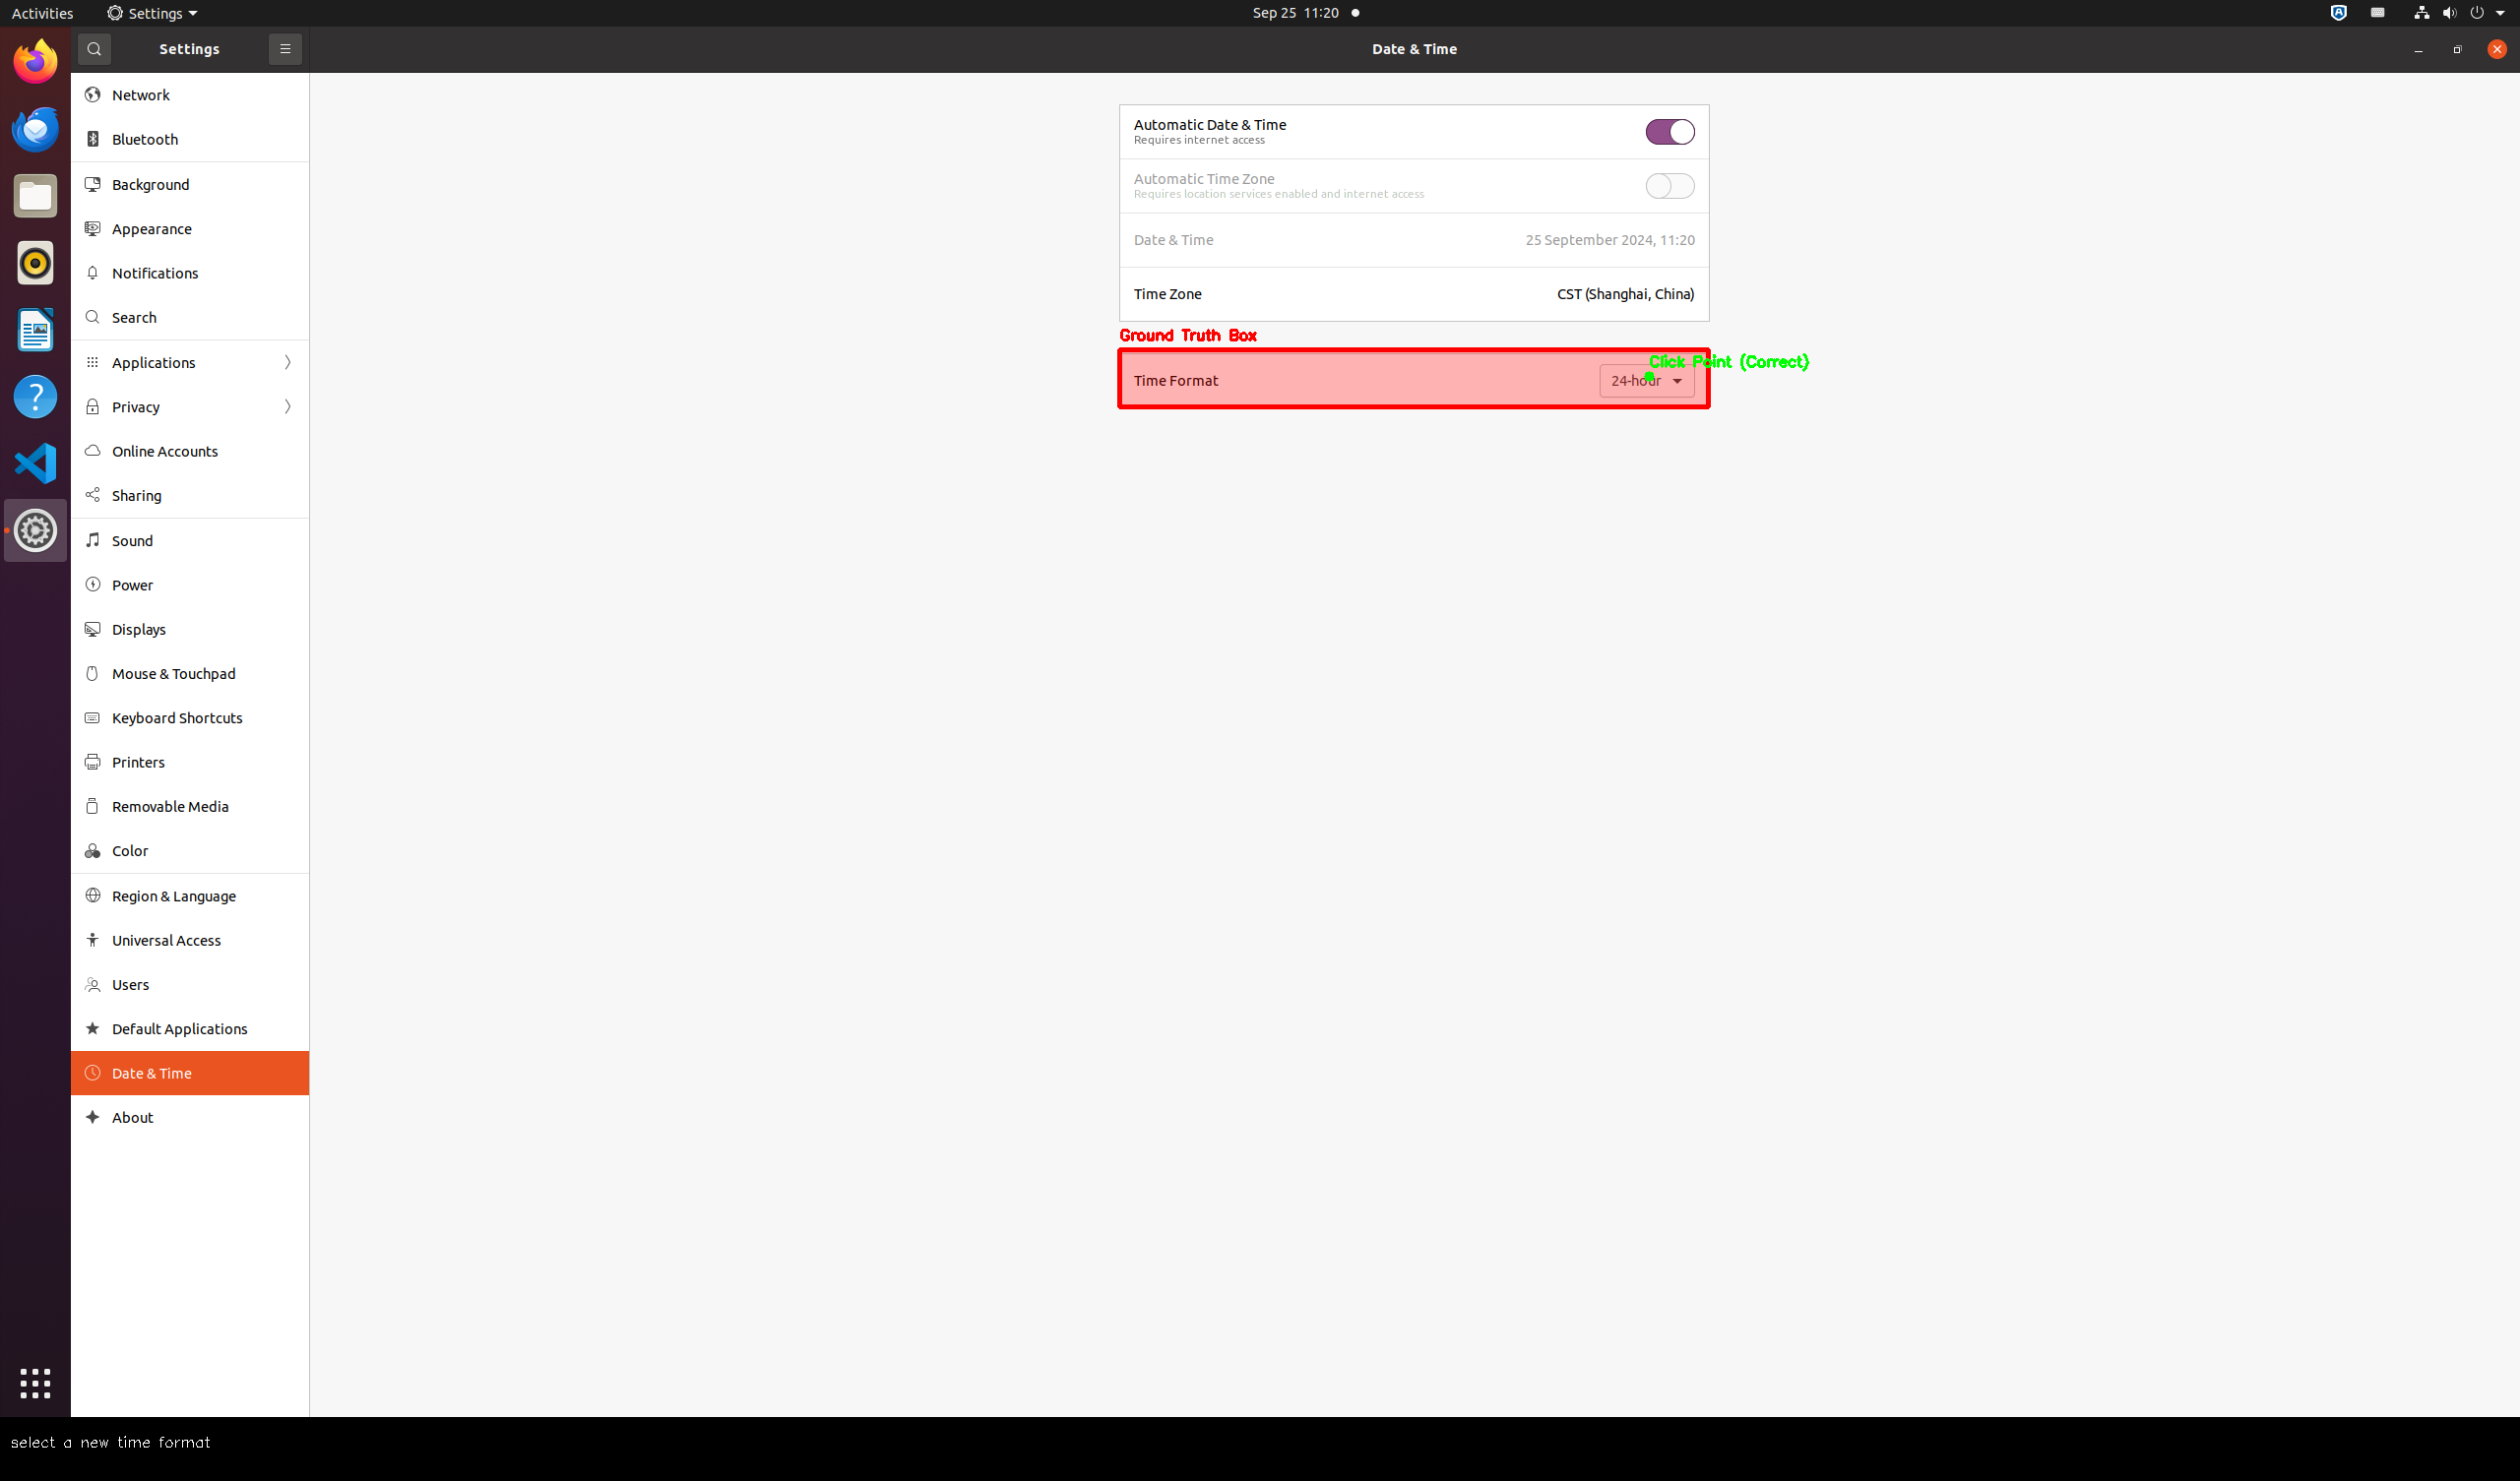 Activities Settings Sep 25 11:20
Settings Date & Time
Network
Bluetooth
Background
Appearance
Notifications
Search
Applications
Privacy
Online Accounts
Sharing
Sound
Power
Displays
Mouse & Touchpad
Keyboard Shortcuts
Printers
Removable Media
Color
Region & Language
Universal Access
Users
Default Applications
Date & Time
About
Automatic Date & Time
Requires internet access
Automatic Time Zone
Requires location services enabled and internet access
Date & Time 25 September 2024, 11:20
Time Zone CST (Shanghai, China)
Ground Truth Box
Click Point (Correct)
Time Format 24-hour
select a new time format